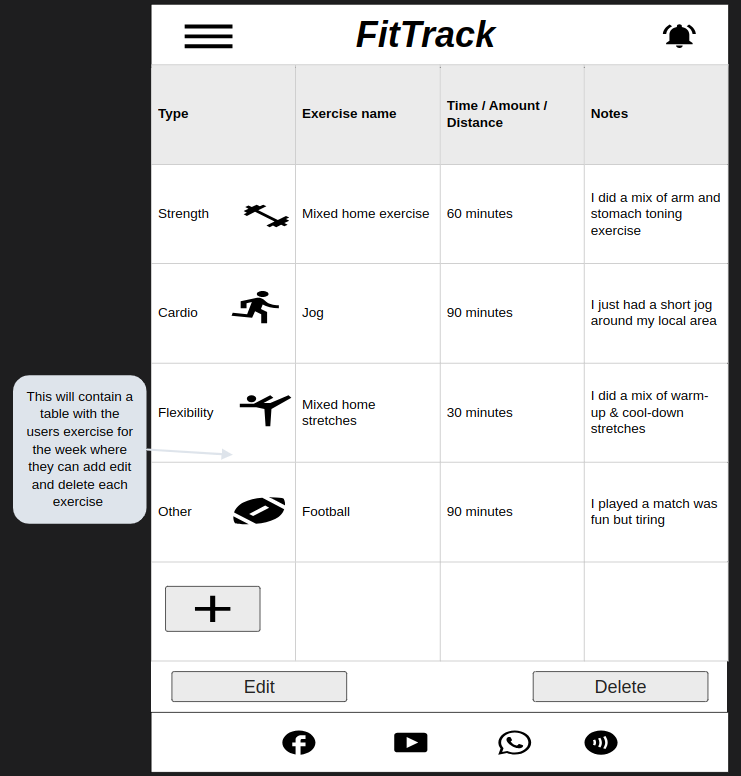 FitTrack
Type
Exercise name
Time / Amount /
Distance
Notes
Strength
Mixed home exercise
60 minutes
I did a mix of arm and
stomach toning
exercise
Cardio
Jog
90 minutes
I just had a short jog
around my local area
This will contain a
table with the
users exercise for
the week where
they can add edit
and delete each
exercise
Flexibility
Mixed home
stretches
30 minutes
I did a mix of warm-
up & cool-down
stretches
Other
Football
90 minutes
I played a match was
fun but tiring
Edit
Delete